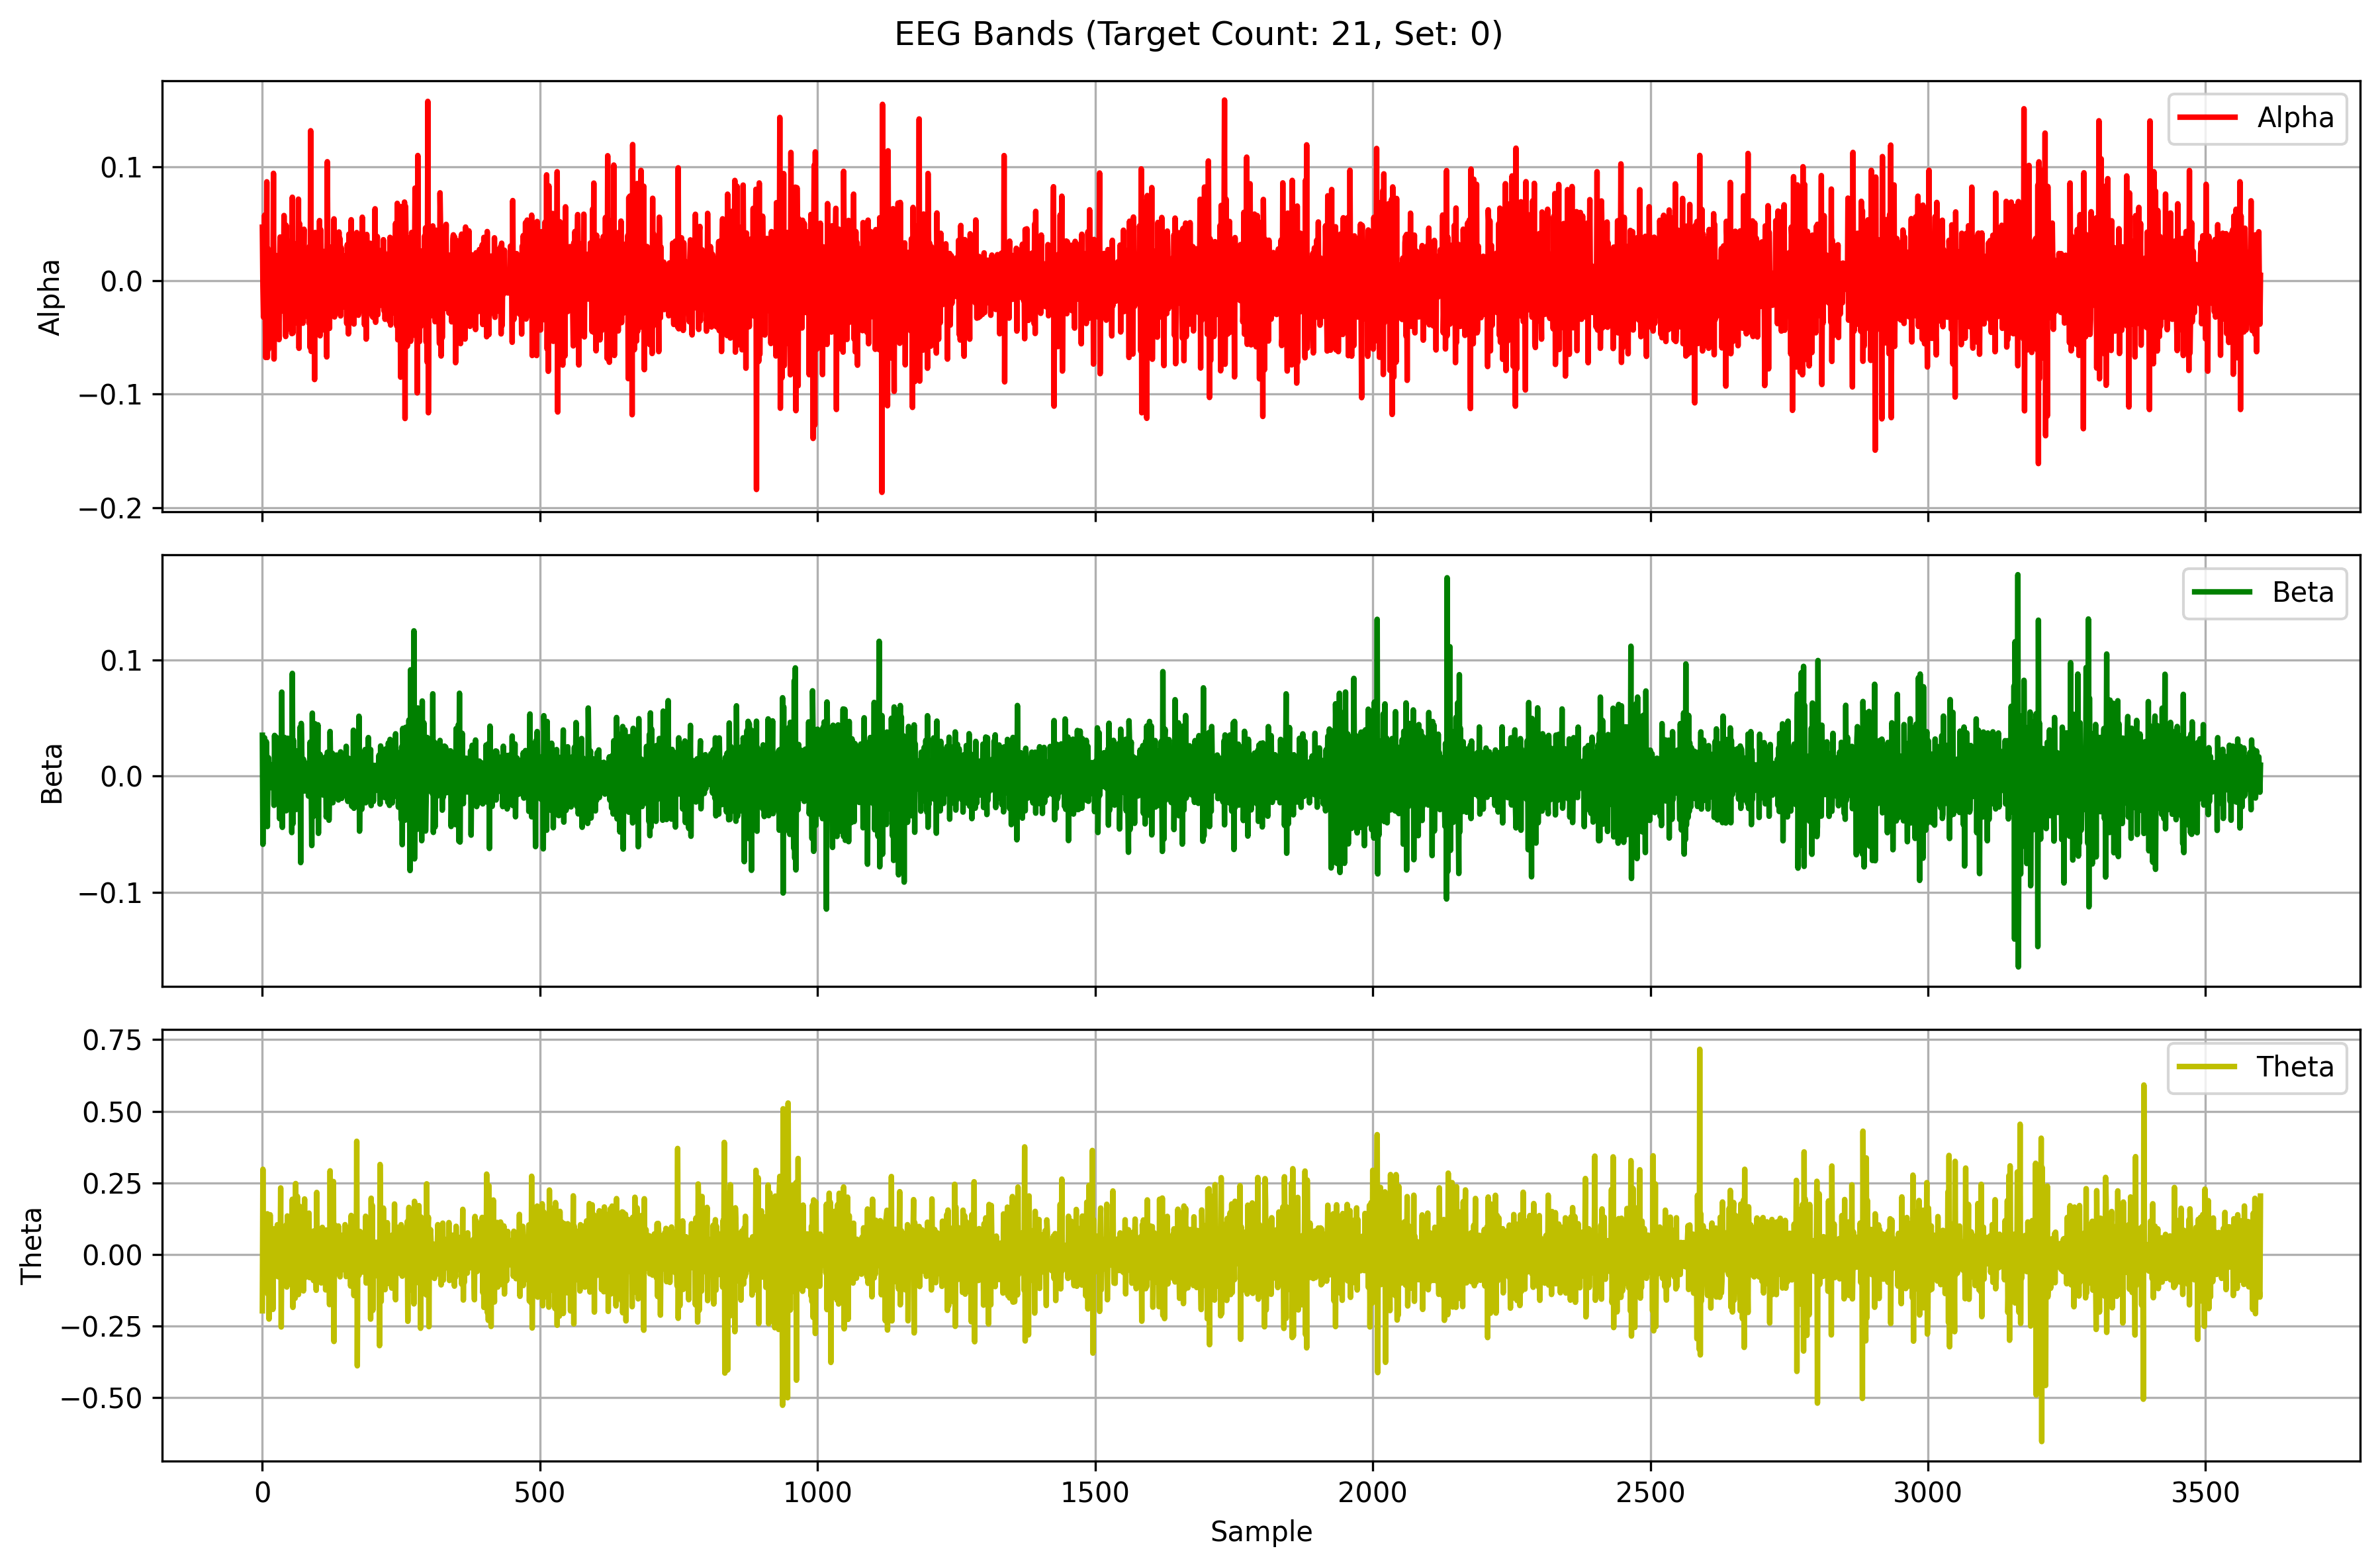 EEG Bands (Target Count: 21, Set: 0)
Alpha
0.1
0.0
−0.1
−0.2
Alpha
Beta
0.1
0.0
−0.1
Beta
Theta
0.75
0.50
0.25
0.00
−0.25
−0.50
Theta
0 500 1000 1500 2000 2500 3000 3500
Sample